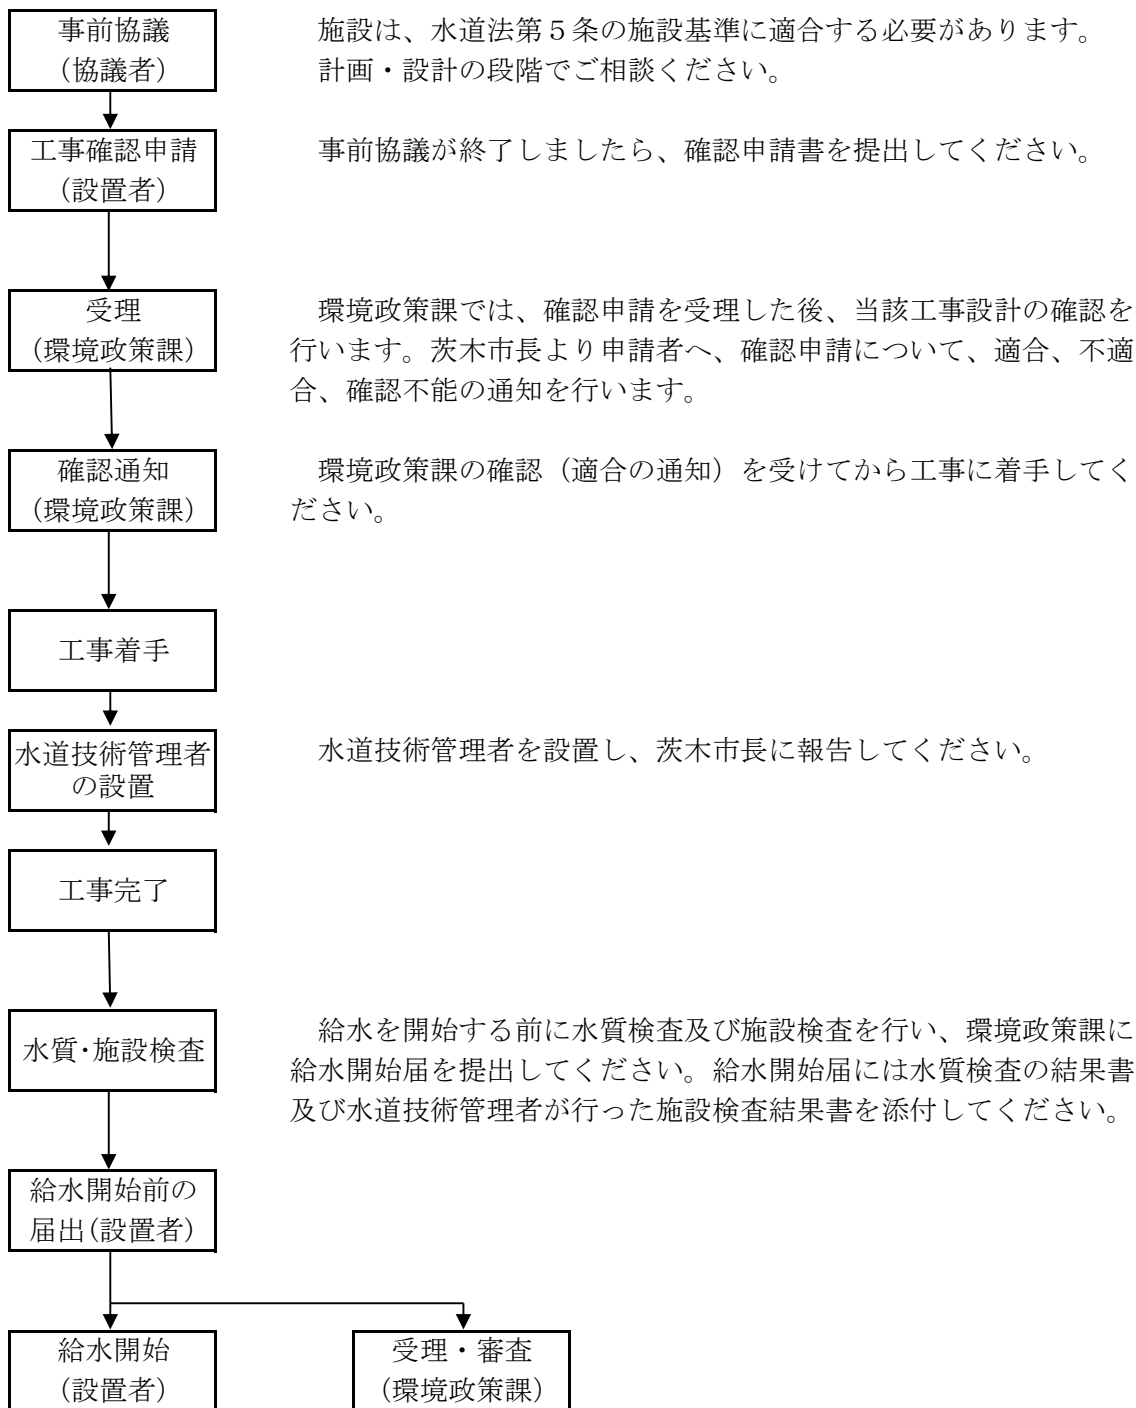 事前協議
（協議者）
施設は、水道法第５条の施設基準に適合する必要があります。
計画・設計の段階でご相談ください。
工事確認申請
（設置者）
事前協議が終了しましたら、確認申請書を提出してください。
受理
（環境政策課）
環境政策課では、確認申請を受理した後、当該工事設計の確認を
行います。茨木市長より申請者へ、確認申請について、適合、不適
合、確認不能の通知を行います。
確認通知
（環境政策課）
環境政策課の確認（適合の通知）を受けてから工事に着手してく
ださい。
工事着手
水道技術管理者
の設置
水道技術管理者を設置し、茨木市長に報告してください。
工事完了
水質・施設検査
給水を開始する前に水質検査及び施設検査を行い、環境政策課に
給水開始届を提出してください。給水開始届には水質検査の結果書
及び水道技術管理者が行った施設検査結果書を添付してください。
給水開始前の
届出（設置者）
給水開始
（設置者）
受理・審査
（環境政策課）